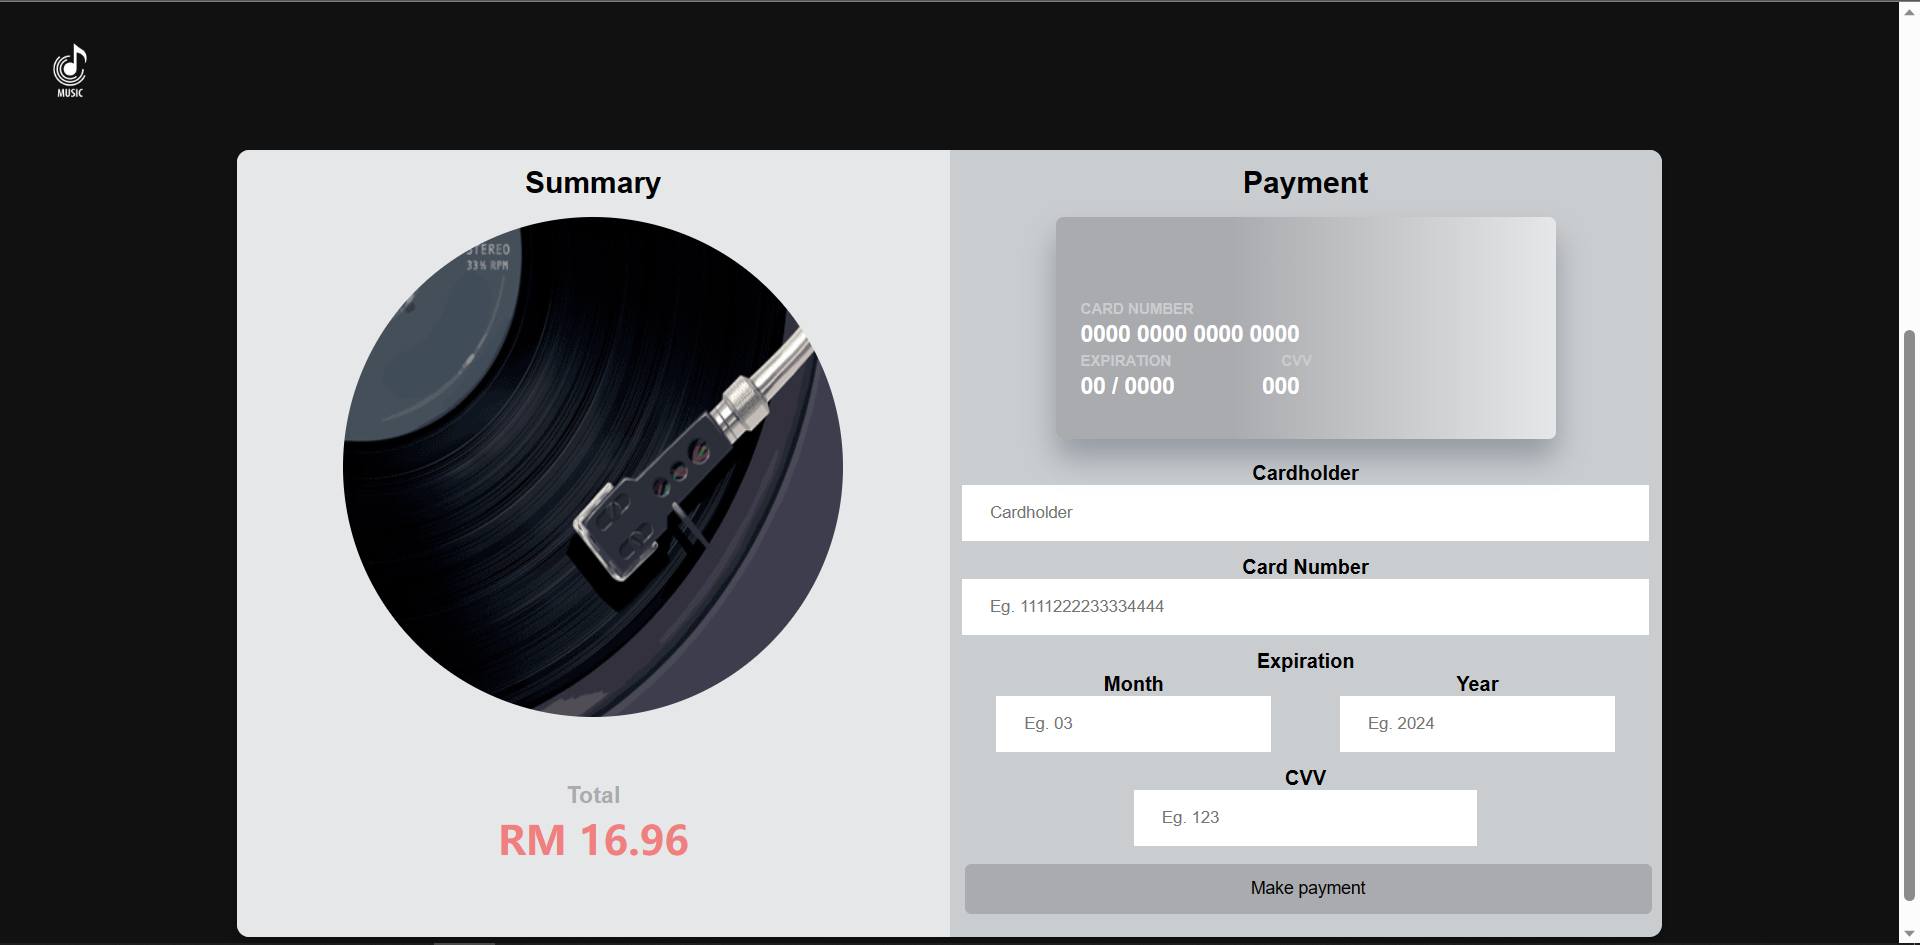 MUSIC
Summary
STEREO
33⅓ RPM
Total
RM 16.96
Payment
CARD NUMBER
0000 0000 0000 0000
EXPIRATION CVV
00 / 0000 000
Cardholder
Cardholder
Card Number
Eg. 1111222233334444
Expiration
Month Year
Eg. 03 Eg. 2024
CVV
Eg. 123
Make payment